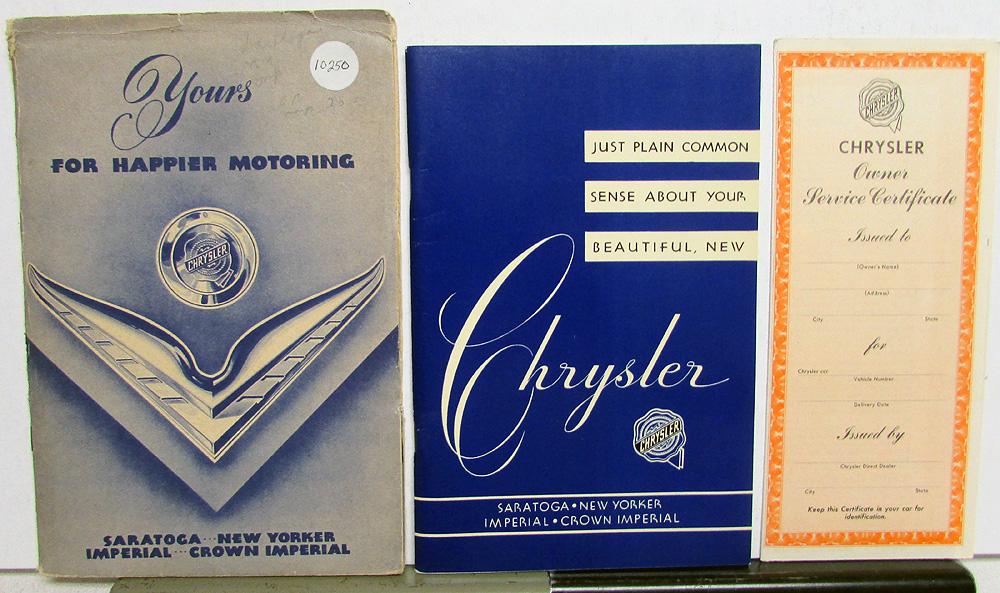 Yours
FOR HAPPIER MOTORING
10250
CHRYSLER
SARATOGA ··· NEW YORKER
IMPERIAL ··· CROWN IMPERIAL
JUST PLAIN COMMON
SENSE ABOUT YOUR
BEAUTIFUL, NEW
Chrysler
CHRYSLER
SARATOGA • NEW YORKER
IMPERIAL • CROWN IMPERIAL
CHRYSLER
CHRYSLER
Owner
Service Certificate
Issued to
(Owner's Name)
(Address)
City State
for
Chrysler
Vehicle Number
Delivery Date
Issued by
Chrysler Direct Dealer
City State
Keep this Certificate in your car for
identification.